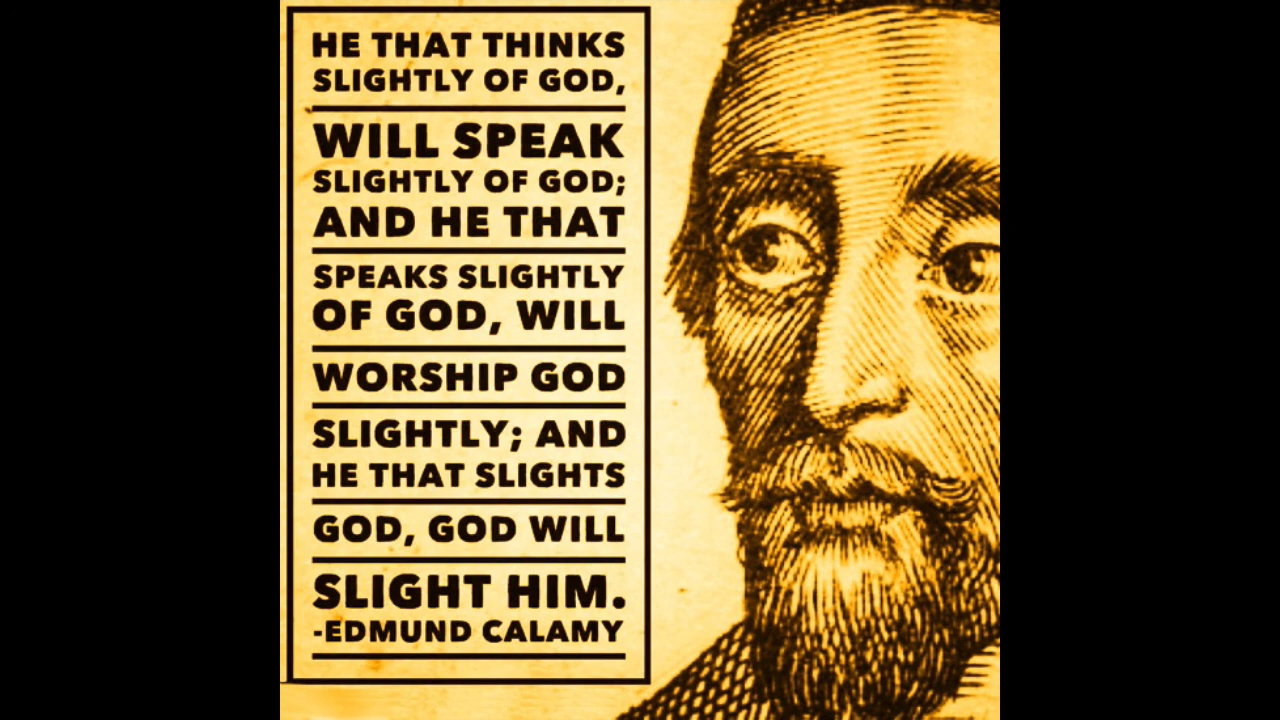 HE THAT THINKS
SLIGHTLY OF GOD,
WILL SPEAK
SLIGHTLY OF GOD;
AND HE THAT
SPEAKS SLIGHTLY
OF GOD, WILL
WORSHIP GOD
SLIGHTLY; AND
HE THAT SLIGHTS
GOD, GOD WILL
SLIGHT HIM.
-EDMUND CALAMY